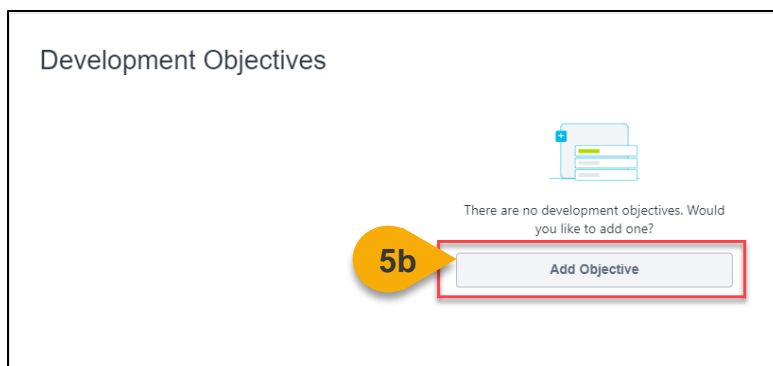 Development Objectives
There are no development objectives. Would
you like to add one?
5b
Add Objective